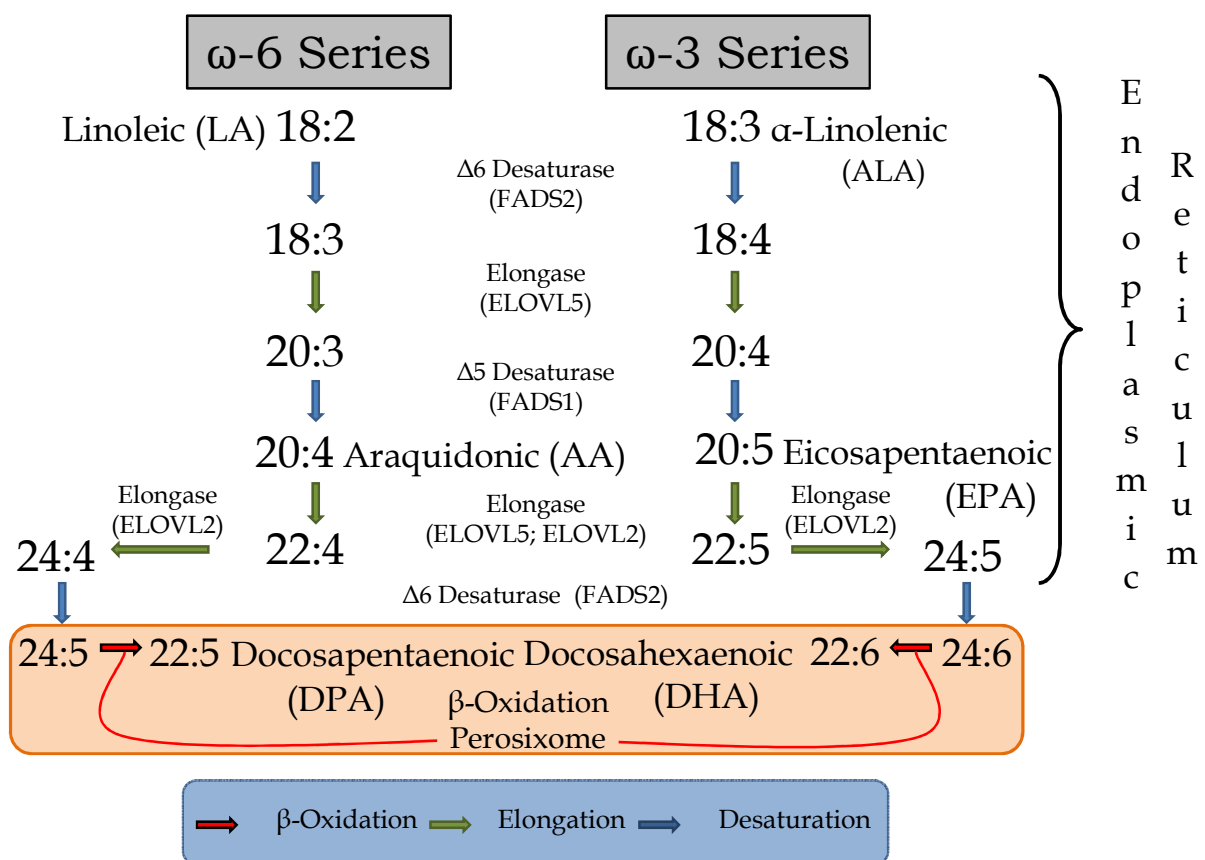 ω-6 Series
ω-3 Series
Linoleic (LA) 18:2
18:3 α-Linolenic
(ALA)
Δ6 Desaturase
(FADS2)
18:3
18:4
Elongase
(ELOVL5)
20:3
20:4
Δ5 Desaturase
(FADS1)
20:4 Araquidonic (AA)
20:5 Eicosapentaenoic
(EPA)
Elongase
(ELOVL2)
Elongase
(ELOVL5; ELOVL2)
Elongase
(ELOVL2)
24:4
22:4
22:5
24:5
Δ6 Desaturase (FADS2)
24:5
22:5 Docosapentaenoic
(DPA)
Docosahexaenoic 22:6
(DHA)
24:6
β-Oxidation
Perosixome
Endoplasmic
Reticulum
β-Oxidation
Elongation
Desaturation